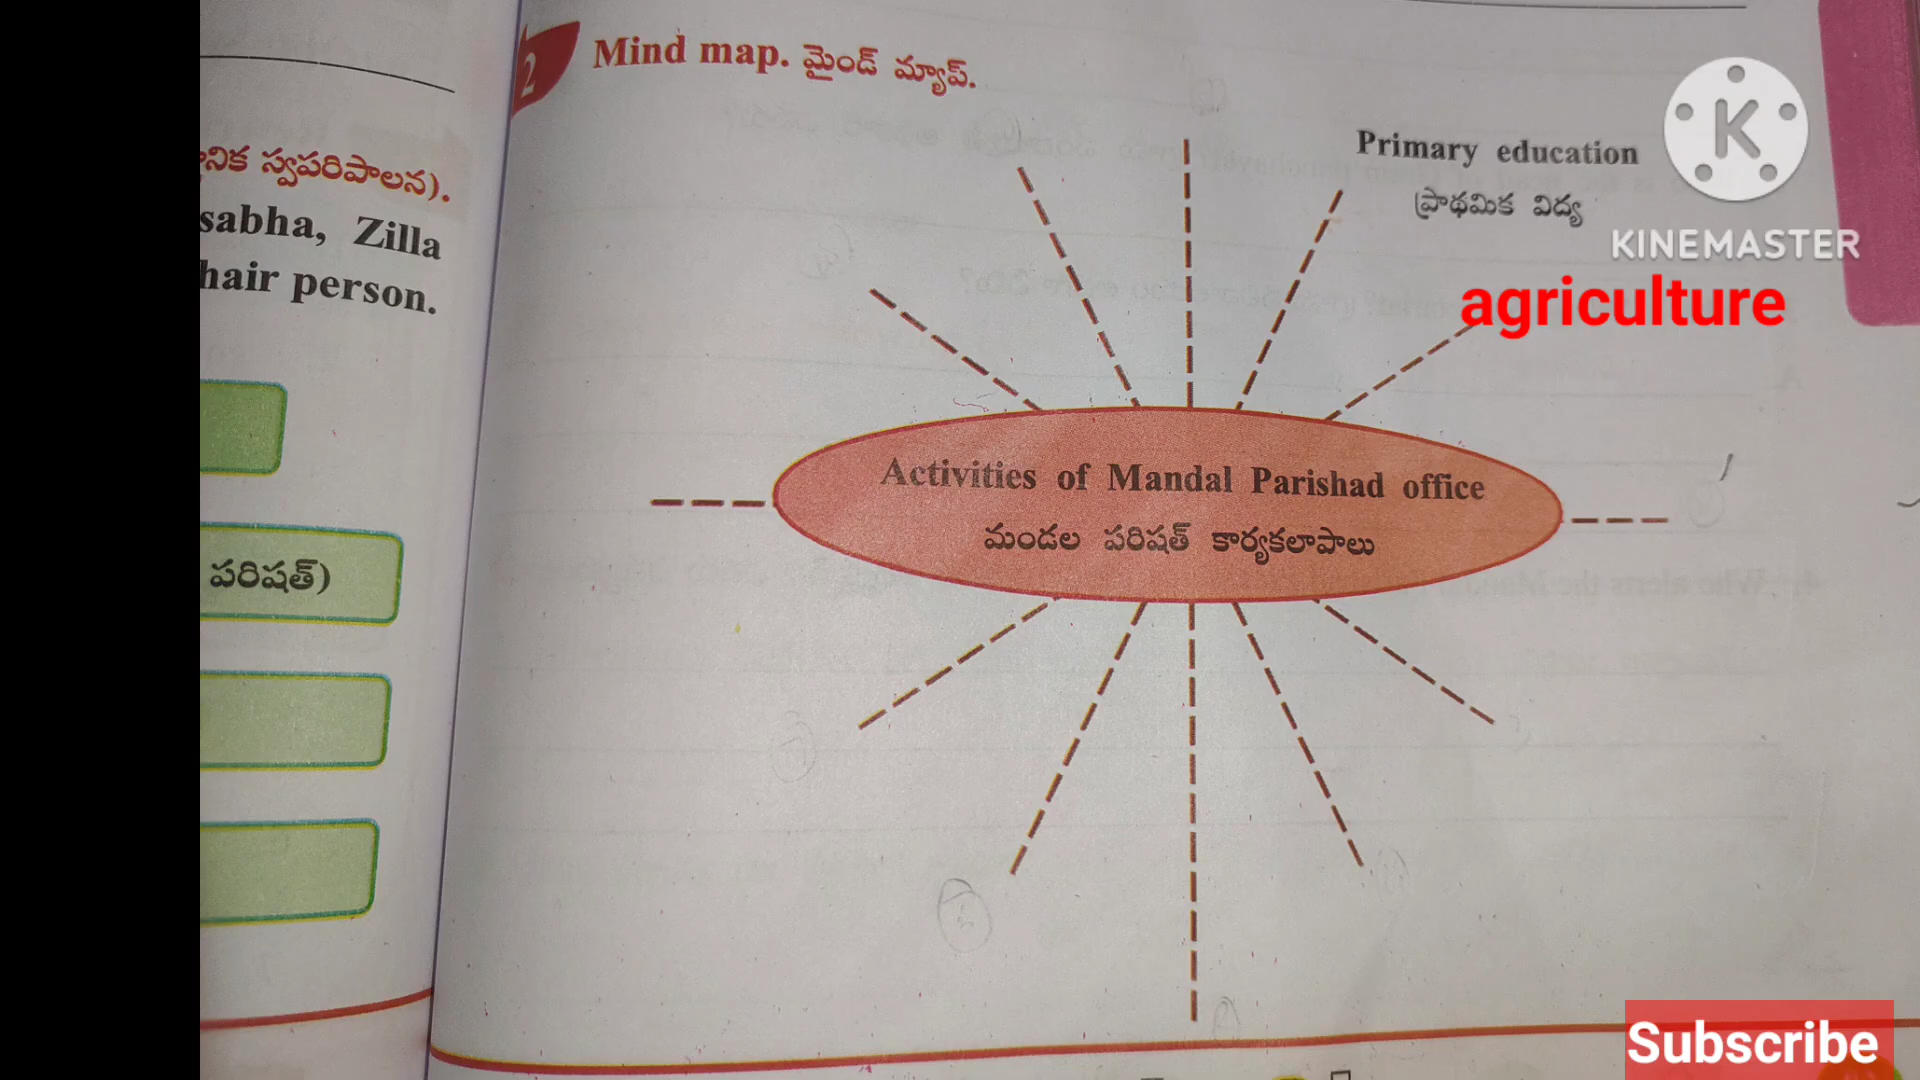 నిక స్వపరిపాలన).
sabha, Zilla
hair person.
పరిషత్)
2
Mind map. మైండ్ మ్యాప్.
Primary education
ప్రాథమిక విద్య
K
KINEMASTER
agriculture
Activities of Mandal Parishad office
మండల పరిషత్ కార్యకలాపాలు
Subscribe